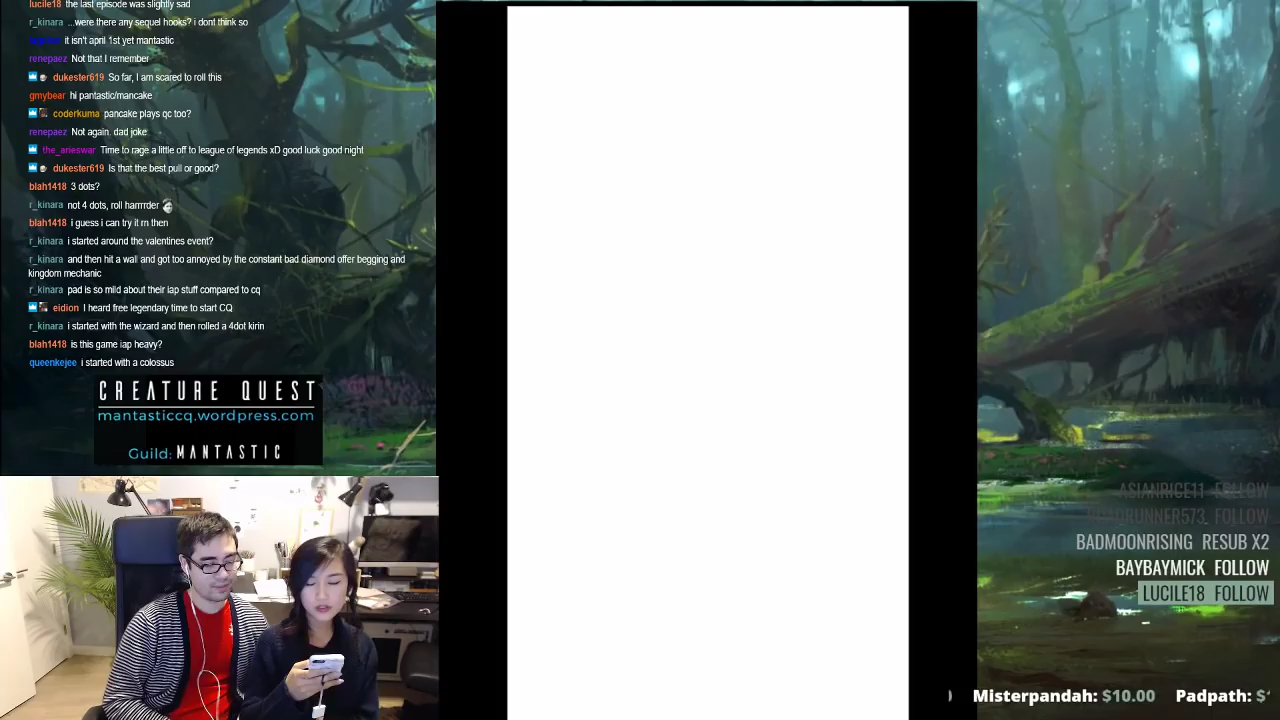 lucile18 the last episode was slightly sad
r_kinara ...were there any sequel hooks? i dont think so
it isn't april 1st yet mantastic
renepaez Not that I remember
dukester619 So far, I am scared to roll this
gmybear hi pantastic/mancake
coderkuma pancake plays qc too?
renepaez Not again. dad joke
the_arieswar Time to rage a little off to league of legends xD good luck good night
dukester619 Is that the best pull or good?
blah1418 3 dots?
r_kinara not 4 dots, roll harrrrder
blah1418 i guess i can try it rn then
r_kinara i started around the valentines event?
r_kinara and then hit a wall and got too annoyed by the constant bad diamond offer begging and
kingdom mechanic
r_kinara pad is so mild about their iap stuff compared to cq
eidion I heard free legendary time to start CQ
r_kinara i started with the wizard and then rolled a 4dot kirin
blah1418 is this game iap heavy?
queenkejee i started with a colossus
CREATURE QUEST
mantasticcq.wordpress.com
Guild: MANTASTIC
ASIANRICE11 FOLLOW
FOLLOW
BADMOONRISING RESUB X2
BAYBAYMICK FOLLOW
LUCILE18 FOLLOW
Misterpandah: $10.00 Padpath: $